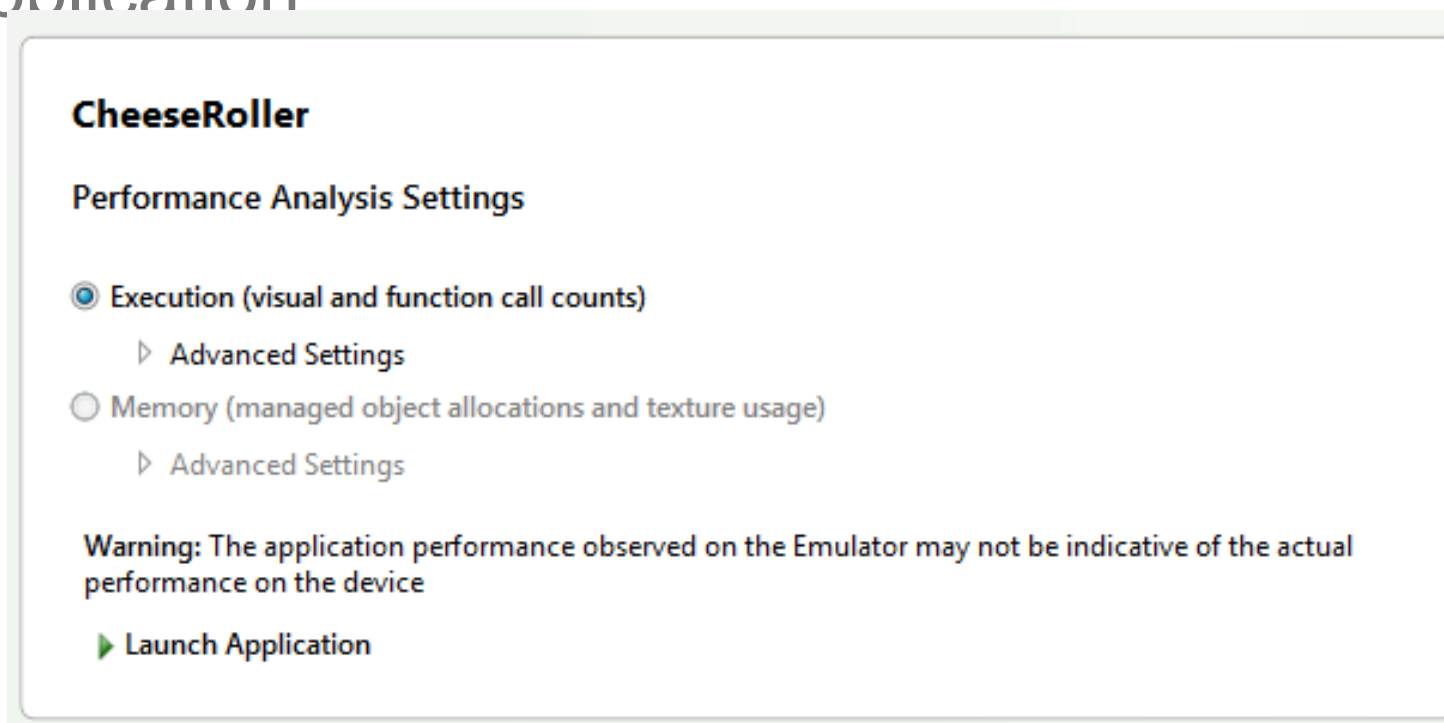 CheeseRoller
Performance Analysis Settings
Execution (visual and function call counts)
Advanced Settings
Memory (managed object allocations and texture usage)
Advanced Settings
Warning: The application performance observed on the Emulator may not be indicative of the actual
performance on the device
Launch Application